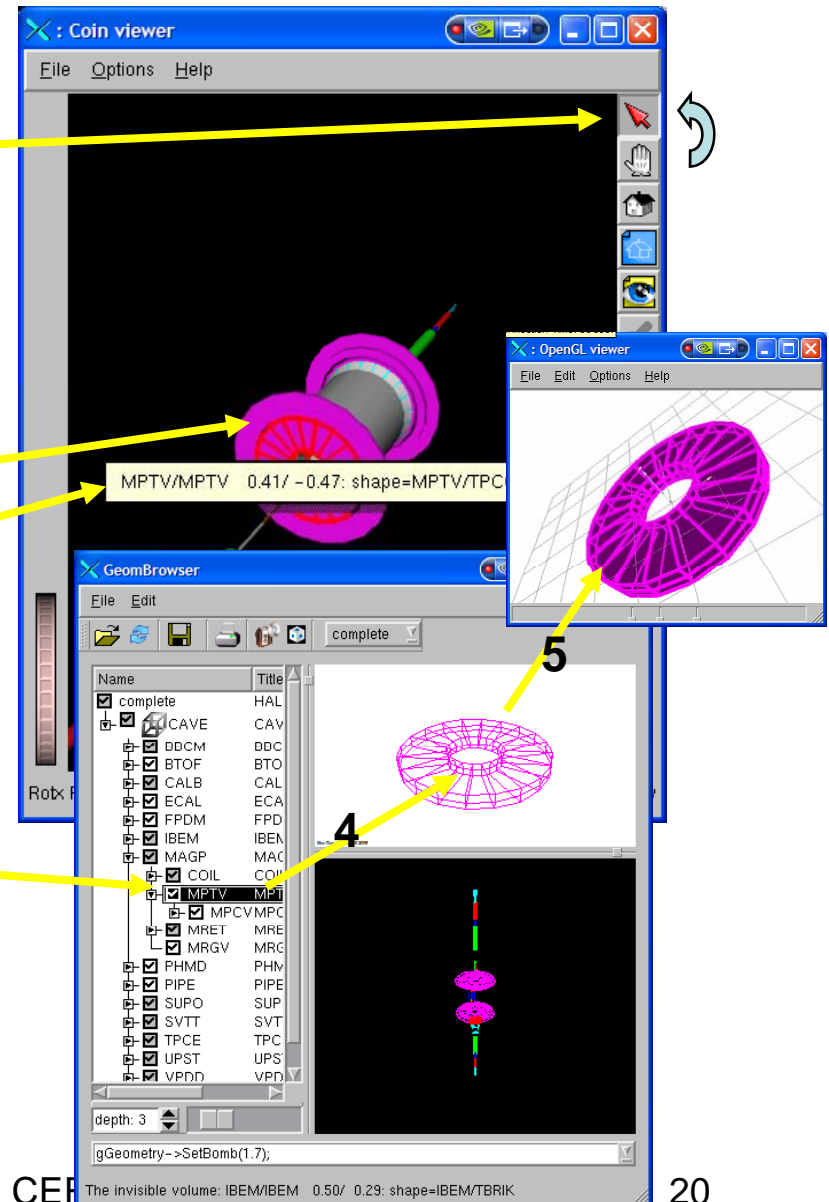 : Coin viewer
File Options Help
MPTV/MPTV 0.41/ -0.47: shape=MPTV/TPC
: OpenGL viewer
File Edit Options Help
GeomBrowser
File Edit
complete
Name Title
complete HAL
CAVE CAV
BBCM BBC
BTOF BTO
CALB CAL
ECAL ECA
FPDM FPD
IBEM IBEM
MAGP MAG
COIL COIL
MPTV MPT
MPCV MPC
MRET MRE
MRGV MRG
PHMD PHM
PIPE PIPE
SUPO SUP
SVTT SVT
TPCE TPC
UPST UPS
VPDD VPD
4
5
depth: 3
gGeometry->SetBomb(1.7);
The invisible volume: IBEM/IBEM 0.50/ 0.29: shape=IBEM/TBRIK
Rotx
20